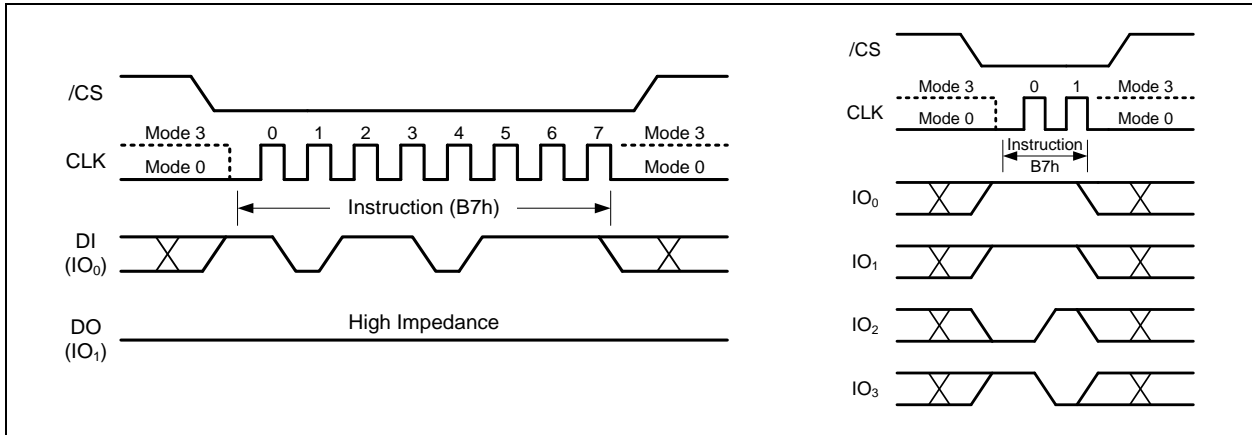 /CS
Mode 3 0 1 2 3 4 5 6 7 Mode 3
CLK Mode 0 Mode 0
Instruction (B7h)
DI
(IO₀)
High Impedance
DO
(IO₁)
/CS
Mode 3 0 1 Mode 3
CLK Mode 0 Mode 0
Instruction
B7h
IO₀
IO₁
IO₂
IO₃